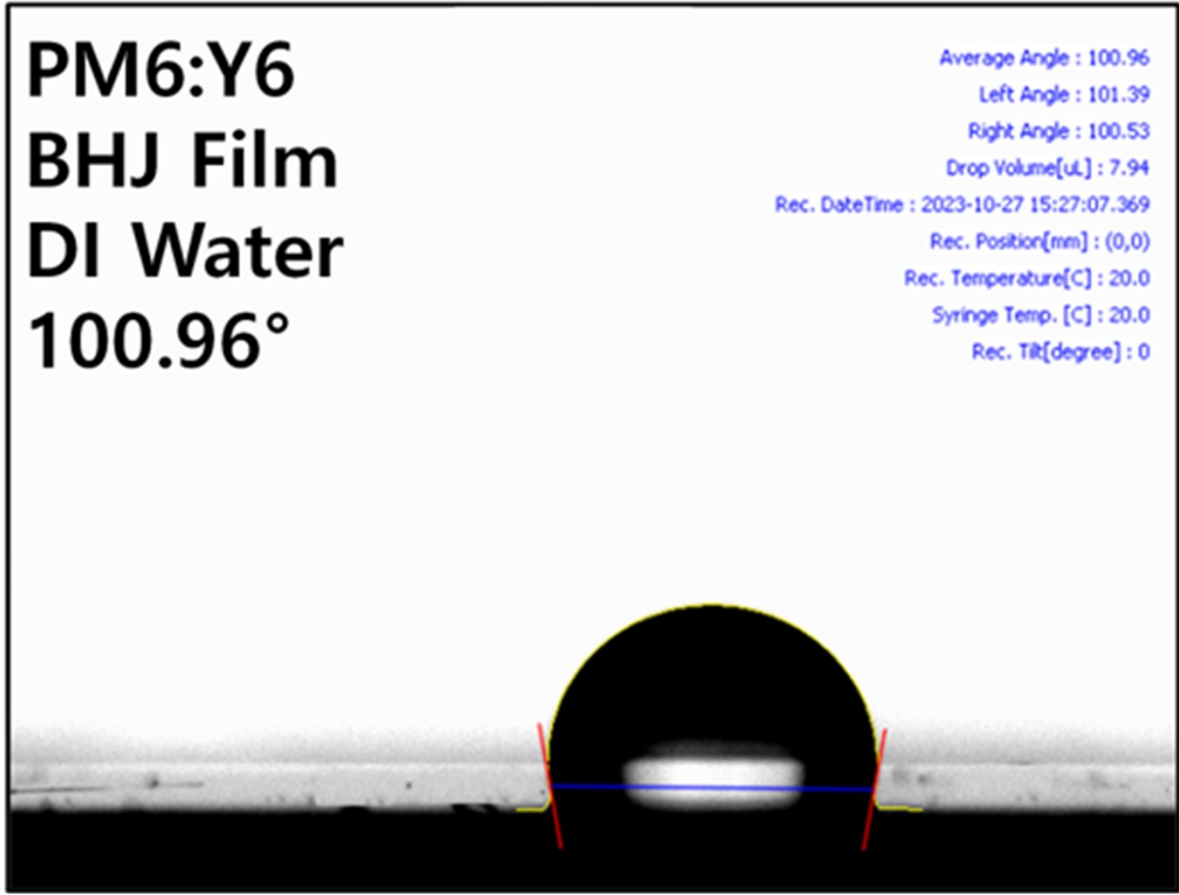 PM6:Y6
BHJ Film
DI Water
100.96°
Average Angle : 100.96
Left Angle : 101.39
Right Angle : 100.53
Drop Volume[uL] : 7.94
Rec. DateTime : 2023-10-27 15:27:07.369
Rec. Position[mm] : (0,0)
Rec. Temperature[C] : 20.0
Syringe Temp. [C] : 20.0
Rec. Tilt[degree] : 0